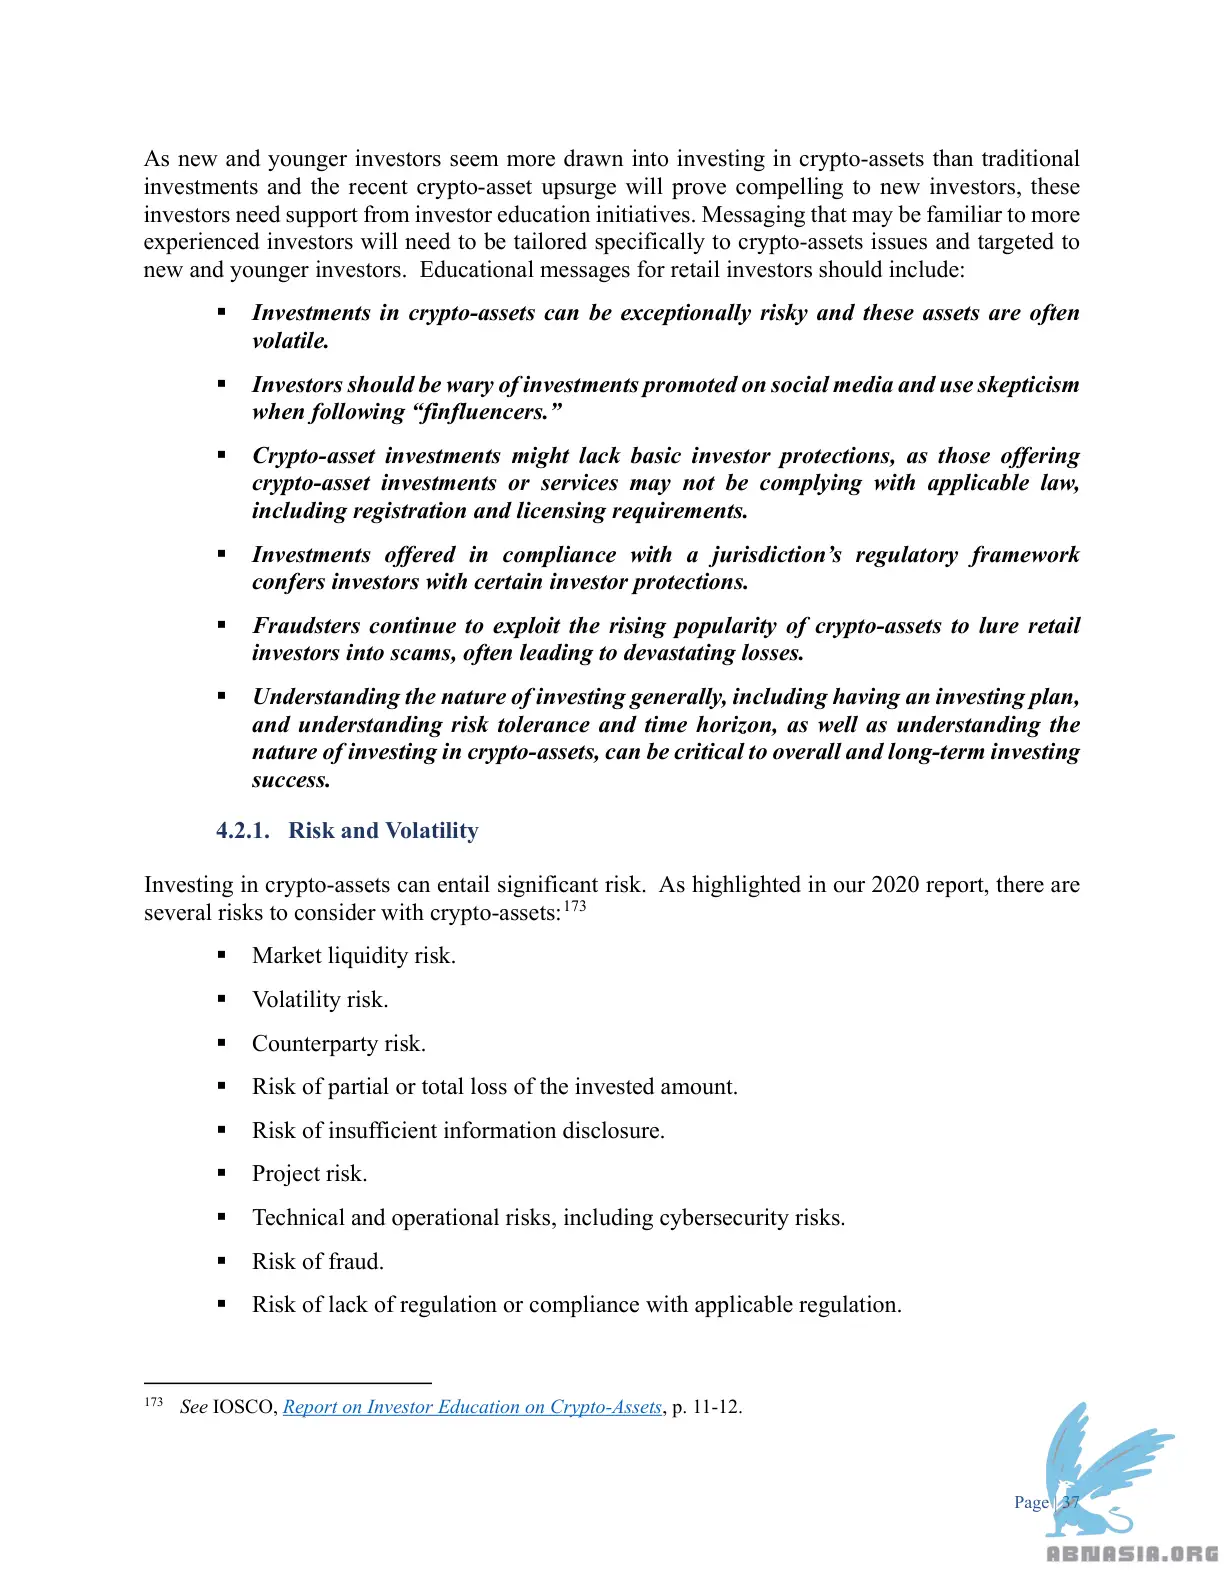 As new and younger investors seem more drawn into investing in crypto-assets than traditional
investments and the recent crypto-asset upsurge will prove compelling to new investors, these
investors need support from investor education initiatives. Messaging that may be familiar to more
experienced investors will need to be tailored specifically to crypto-assets issues and targeted to
new and younger investors.  Educational messages for retail investors should include:
▪ Investments in crypto-assets can be exceptionally risky and these assets are often
volatile.
▪ Investors should be wary of investments promoted on social media and use skepticism
when following “finfluencers.”
▪ Crypto-asset investments might lack basic investor protections, as those offering
crypto-asset investments or services may not be complying with applicable law,
including registration and licensing requirements.
▪ Investments offered in compliance with a jurisdiction’s regulatory framework
confers investors with certain investor protections.
▪ Fraudsters continue to exploit the rising popularity of crypto-assets to lure retail
investors into scams, often leading to devastating losses.
▪ Understanding the nature of investing generally, including having an investing plan,
and understanding risk tolerance and time horizon, as well as understanding the
nature of investing in crypto-assets, can be critical to overall and long-term investing
success.
4.2.1. Risk and Volatility
Investing in crypto-assets can entail significant risk.  As highlighted in our 2020 report, there are
several risks to consider with crypto-assets:173
▪ Market liquidity risk.
▪ Volatility risk.
▪ Counterparty risk.
▪ Risk of partial or total loss of the invested amount.
▪ Risk of insufficient information disclosure.
▪ Project risk.
▪ Technical and operational risks, including cybersecurity risks.
▪ Risk of fraud.
▪ Risk of lack of regulation or compliance with applicable regulation.
173 See IOSCO, Report on Investor Education on Crypto-Assets, p. 11-12.
Page | 37
ABNASIA.ORG